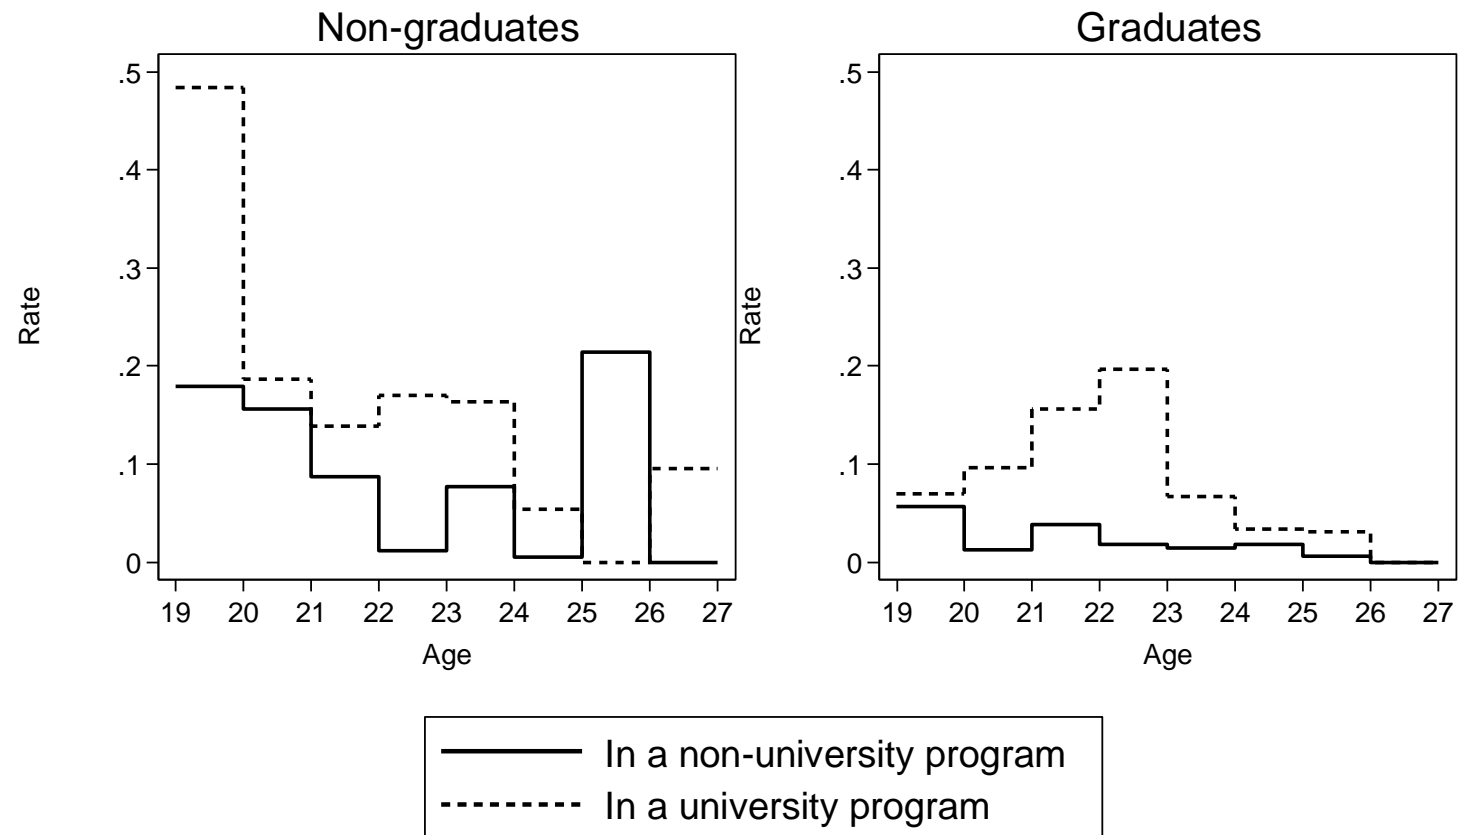 Non-graduates
.5
.4
.3
.2
.1
0
Rate
19 20 21 22 23 24 25 26 27
Age
Graduates
.5
.4
.3
.2
.1
0
Rate
19 20 21 22 23 24 25 26 27
Age
In a non-university program
In a university program